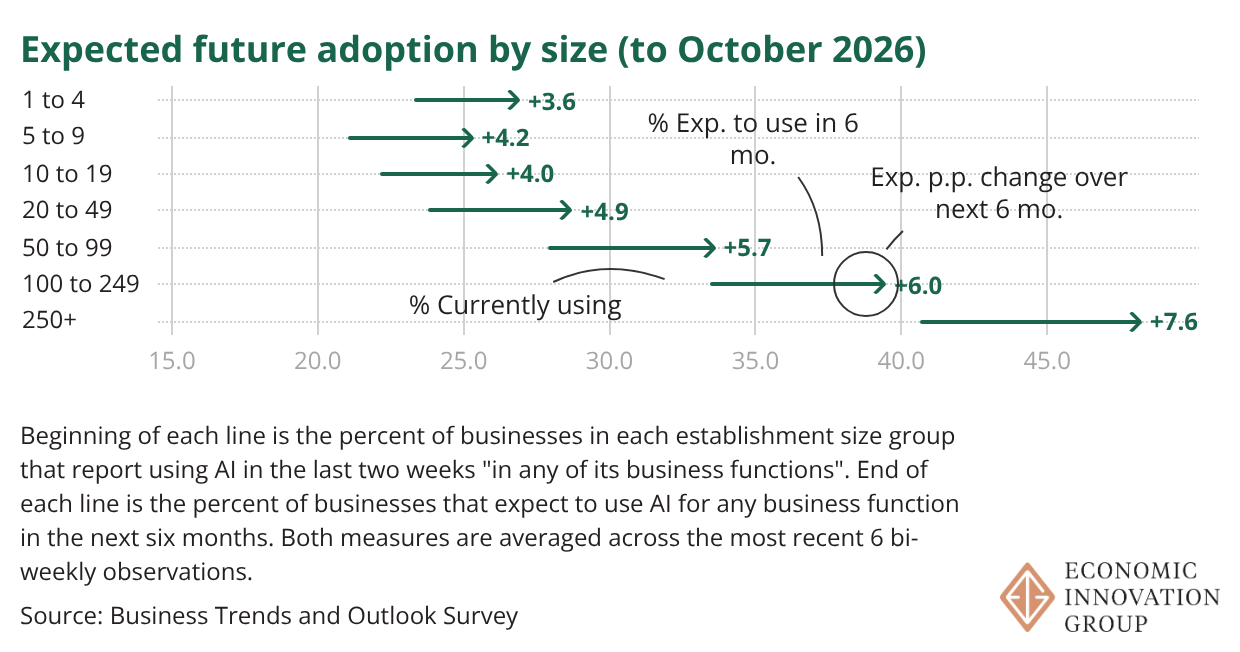 Expected future adoption by size (to October 2026)
1 to 4
+3.6
5 to 9
+4.2
% Exp. to use in 6
mo.
10 to 19
+4.0
Exp. p.p. change over
next 6 mo.
20 to 49
+4.9
50 to 99
+5.7
100 to 249
+6.0
% Currently using
250+
+7.6
15.0 20.0 25.0 30.0 35.0 40.0 45.0
Beginning of each line is the percent of businesses in each establishment size group
that report using AI in the last two weeks "in any of its business functions". End of
each line is the percent of businesses that expect to use AI for any business function
in the next six months. Both measures are averaged across the most recent 6 bi-
weekly observations.
Source: Business Trends and Outlook Survey
ECONOMIC
INNOVATION
GROUP